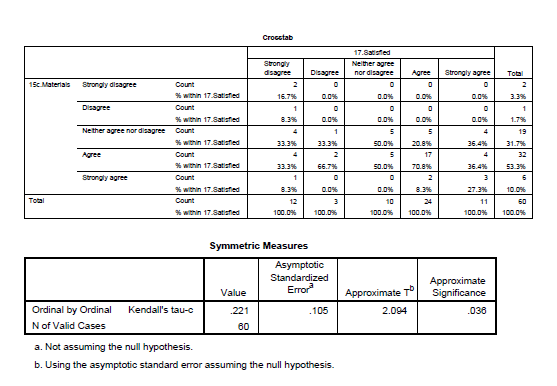 Crosstab
17.Satisfied
Strongly disagree Disagree Neither agree nor disagree Agree Strongly agree Total
15c.Materials Strongly disagree Count 2 0 0 0 0 2
% within 17.Satisfied 16.7% 0.0% 0.0% 0.0% 0.0% 3.3%
Disagree Count 1 0 0 0 0 1
% within 17.Satisfied 8.3% 0.0% 0.0% 0.0% 0.0% 1.7%
Neither agree nor disagree Count 4 1 5 5 4 19
% within 17.Satisfied 33.3% 33.3% 50.0% 20.8% 36.4% 31.7%
Agree Count 4 2 5 17 4 32
% within 17.Satisfied 33.3% 66.7% 50.0% 70.8% 36.4% 53.3%
Strongly agree Count 1 0 0 2 3 6
% within 17.Satisfied 8.3% 0.0% 0.0% 8.3% 27.3% 10.0%
Total Count 12 3 10 24 11 60
% within 17.Satisfied 100.0% 100.0% 100.0% 100.0% 100.0% 100.0%
Symmetric Measures
Value Asymptotic Standardized Error^a Approximate T^b Approximate Significance
Ordinal by Ordinal Kendall's tau-c .221 .105 2.094 .036
N of Valid Cases 60
a. Not assuming the null hypothesis.
b. Using the asymptotic standard error assuming the null hypothesis.